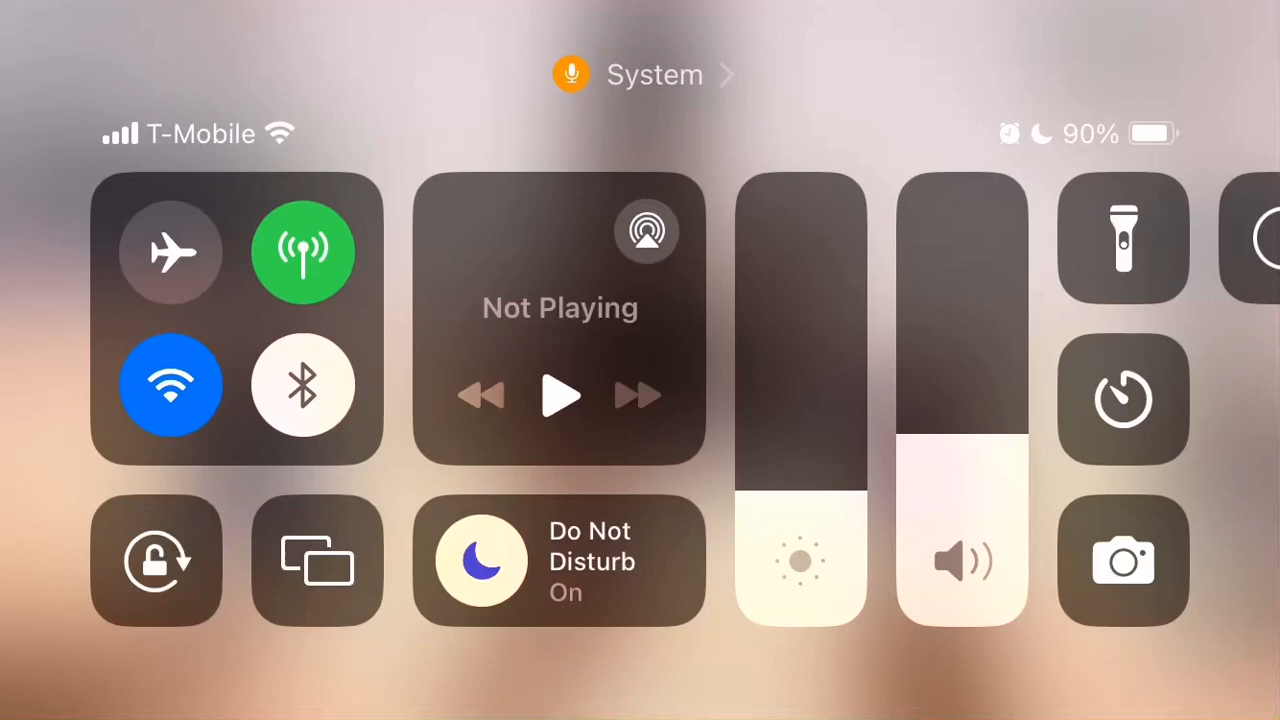 System
T-Mobile
90%
Not Playing
Do Not
Disturb
On